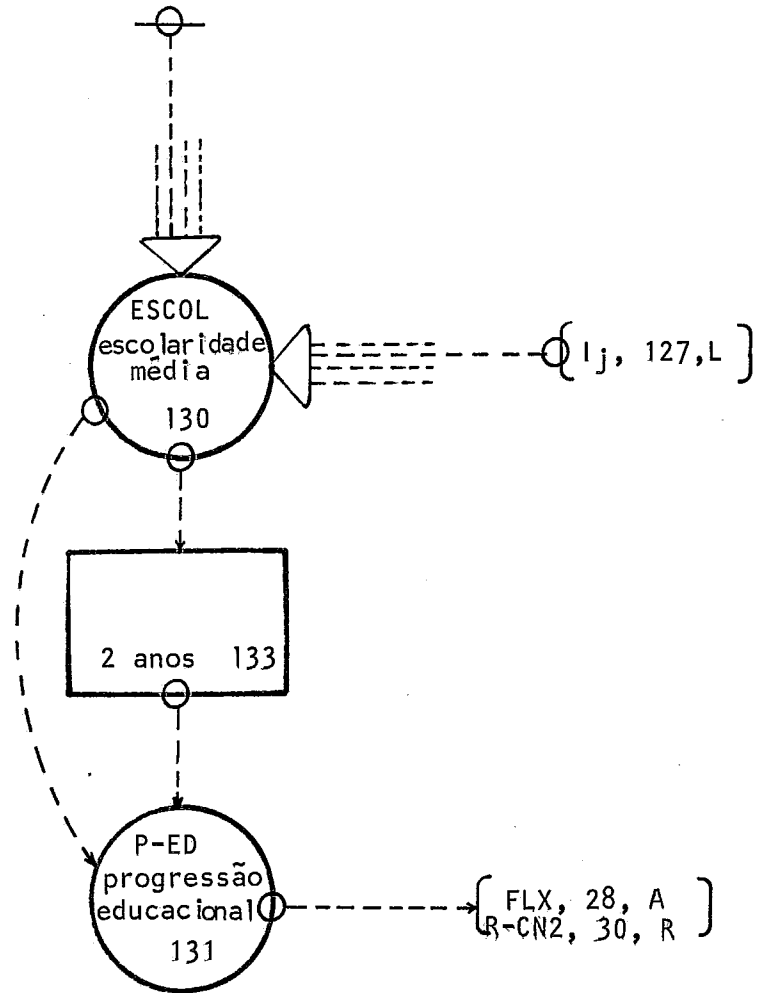 ESCOL
escolaridade
média
130
Ij, 127,L
2 anos 133
P-ED
progressão
educacional
131
FLX, 28, A
R-CN2, 30, R